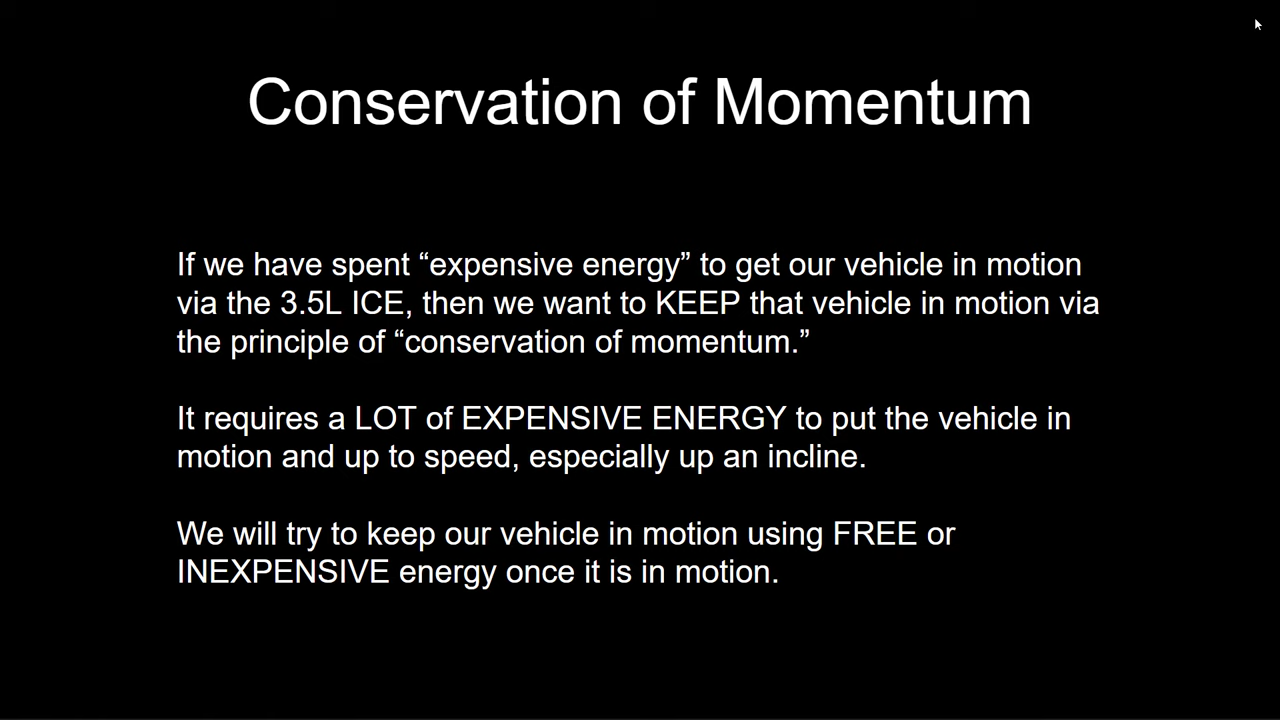 Conservation of Momentum
If we have spent “expensive energy” to get our vehicle in motion
via the 3.5L ICE, then we want to KEEP that vehicle in motion via
the principle of “conservation of momentum.”
It requires a LOT of EXPENSIVE ENERGY to put the vehicle in
motion and up to speed, especially up an incline.
We will try to keep our vehicle in motion using FREE or
INEXPENSIVE energy once it is in motion.